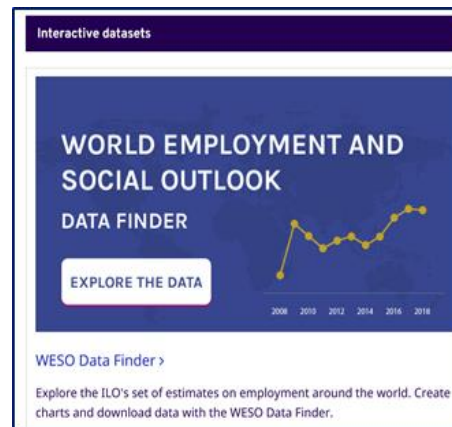 Interactive datasets
WORLD EMPLOYMENT AND
SOCIAL OUTLOOK
DATA FINDER
EXPLORE THE DATA
2008 2010 2012 2014 2016 2018
WESO Data Finder ›
Explore the ILO's set of estimates on employment around the world. Create
charts and download data with the WESO Data Finder.